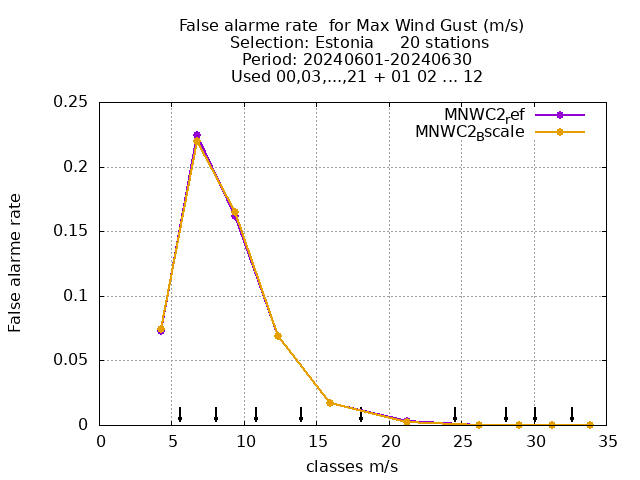 False alarme rate  for Max Wind Gust (m/s)
Selection: Estonia     20 stations
Period: 20240601-20240630
Used 00,03,...,21 + 01 02 ... 12
MNWC2ref
MNWC2Bscale
0.25
0.2
0.15
0.1
0.05
0
False alarme rate
0 5 10 15 20 25 30 35
classes m/s